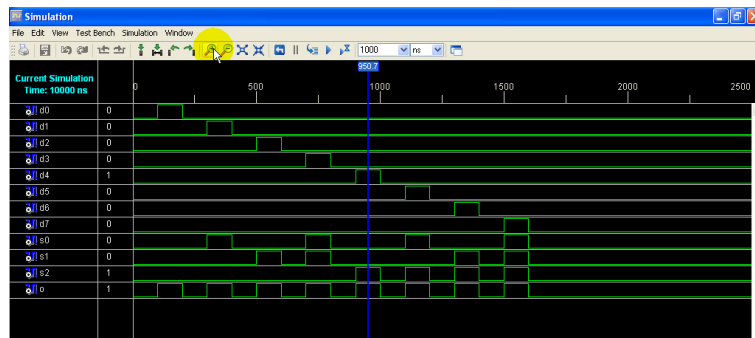 Simulation
File Edit Test Bench Simulation Window
1000 ns
950.7
Current Simulation
Time: 10000 ns
0 500 1000 1500 2000 2500
d0 0
d1 0
d2 0
d3 0
d4 1
d5 0
d6 0
d7 0
s0 0
s1 0
s2 1
o 1